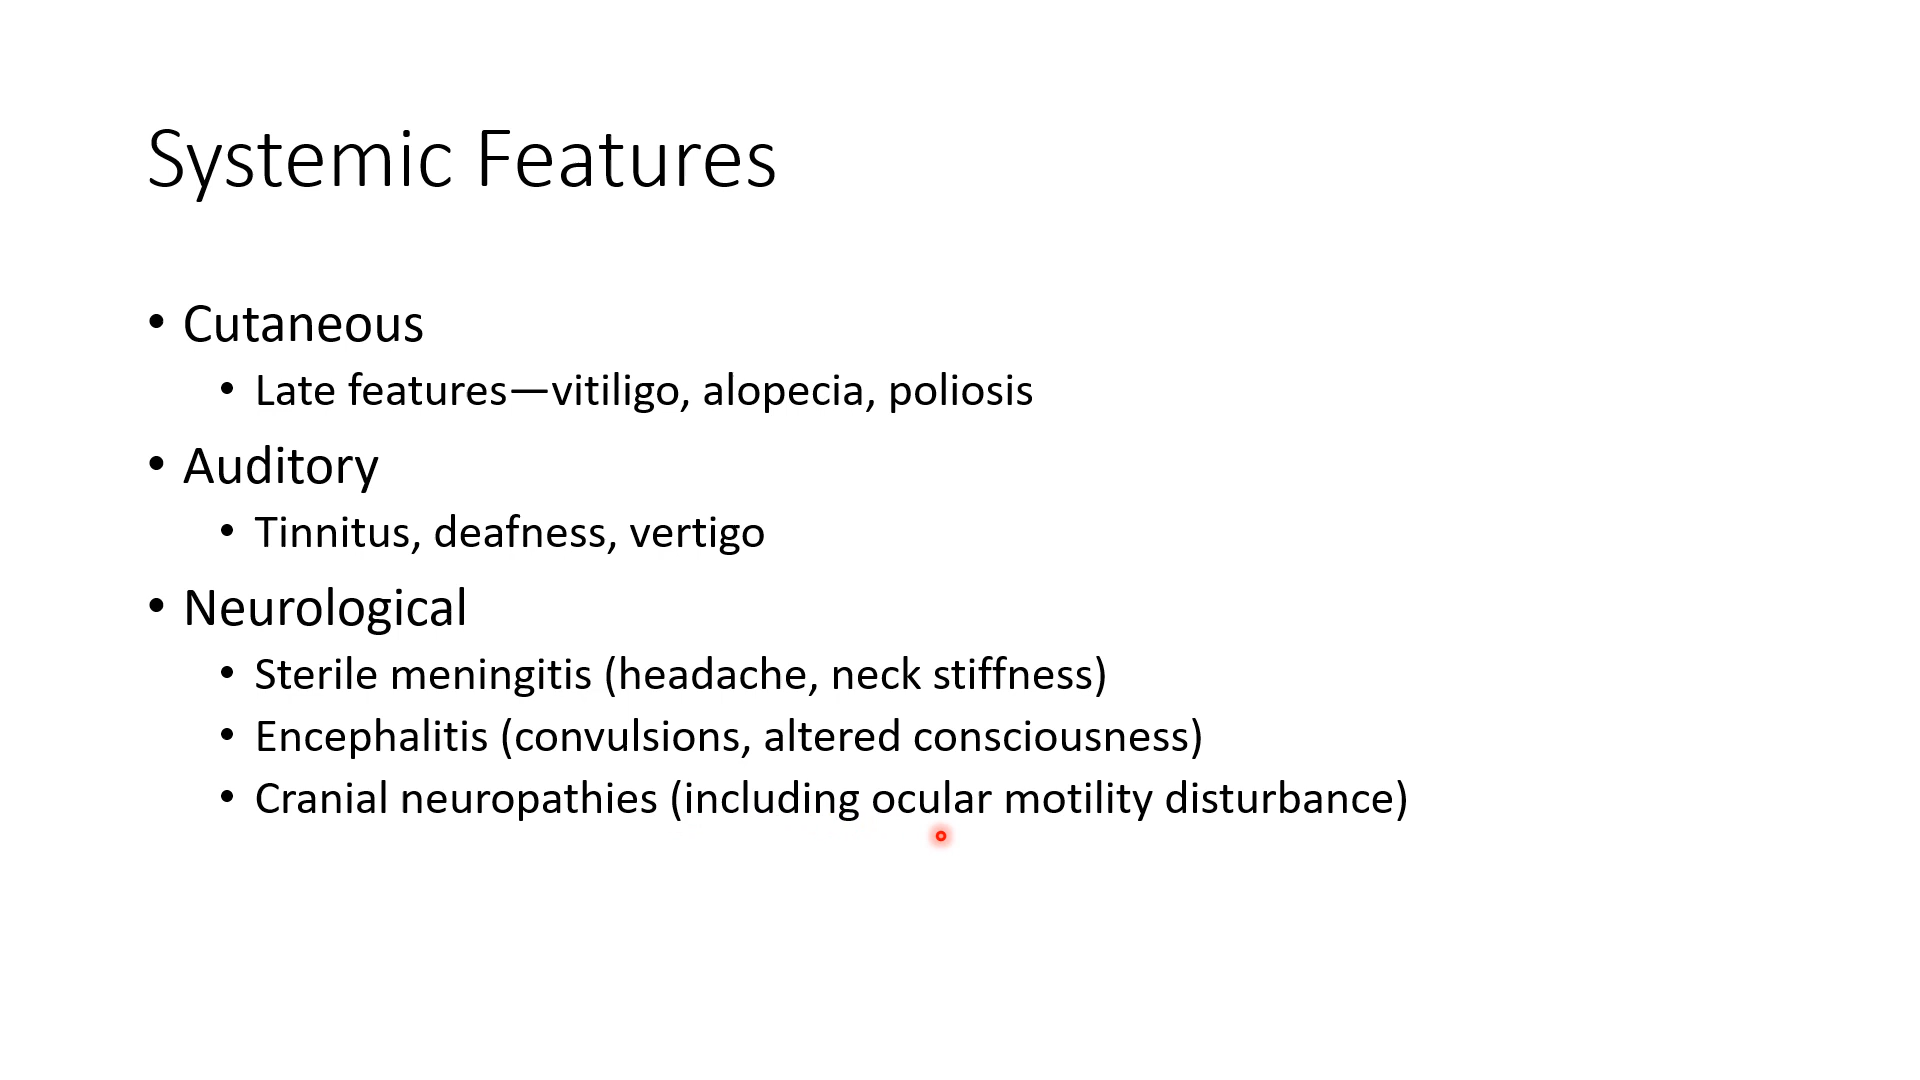 Systemic Features
• Cutaneous
• Late features—vitiligo, alopecia, poliosis
• Auditory
• Tinnitus, deafness, vertigo
• Neurological
• Sterile meningitis (headache, neck stiffness)
• Encephalitis (convulsions, altered consciousness)
• Cranial neuropathies (including ocular motility disturbance)